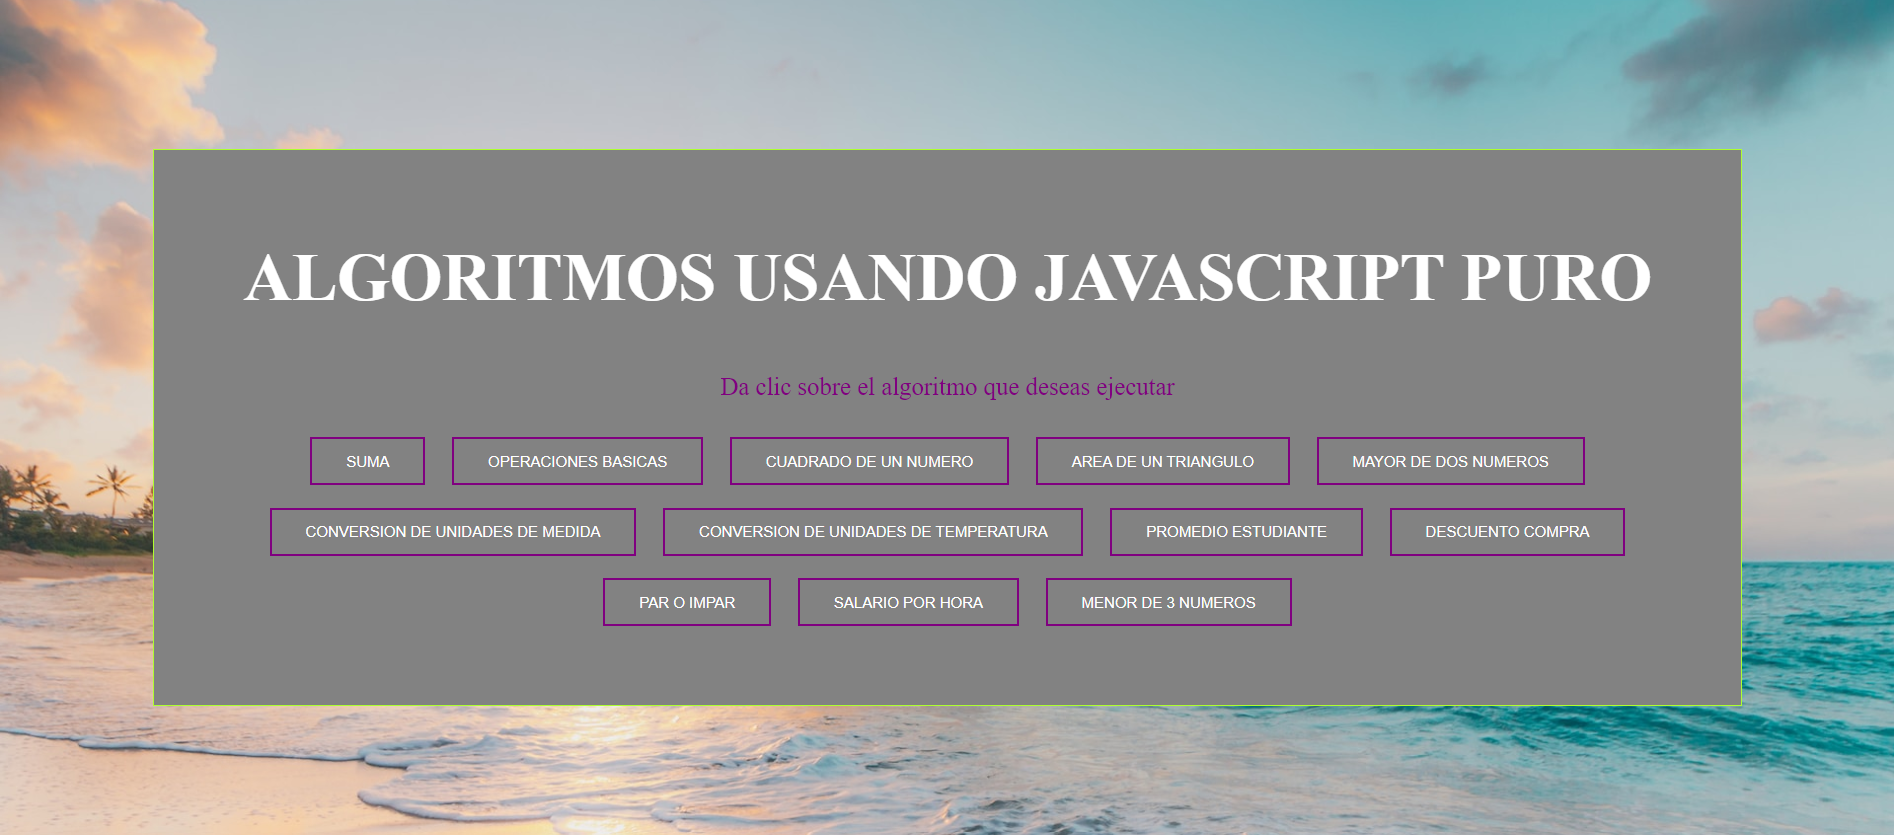 ALGORITMOS USANDO JAVASCRIPT PURO
Da clic sobre el algoritmo que deseas ejecutar
SUMA
OPERACIONES BASICAS
CUADRADO DE UN NUMERO
AREA DE UN TRIANGULO
MAYOR DE DOS NUMEROS
CONVERSION DE UNIDADES DE MEDIDA
CONVERSION DE UNIDADES DE TEMPERATURA
PROMEDIO ESTUDIANTE
DESCUENTO COMPRA
PAR O IMPAR
SALARIO POR HORA
MENOR DE 3 NUMEROS